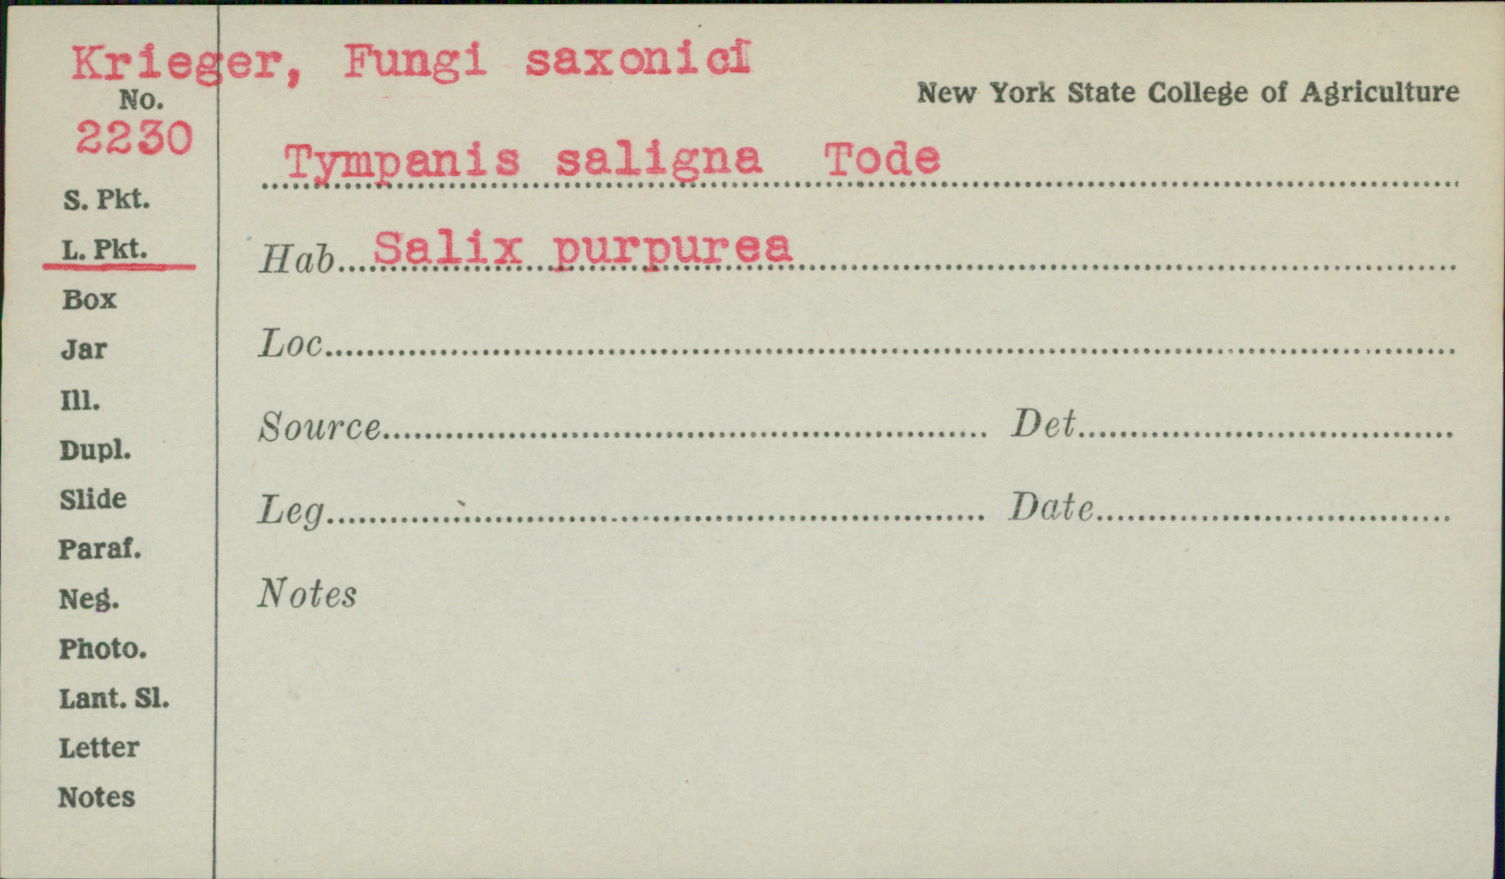 Krieger, Fungi saxonici
New York State College of Agriculture
No.
2230
Tympanis saligna Tode
S. Pkt.
L. Pkt.
Hab. Salix purpurea
Box
Jar
Loc.
Ill.
Dupl.
Source
Det.
Slide
Leg.
Date
Paraf.
Neg.
Notes
Photo.
Lant. Sl.
Letter
Notes